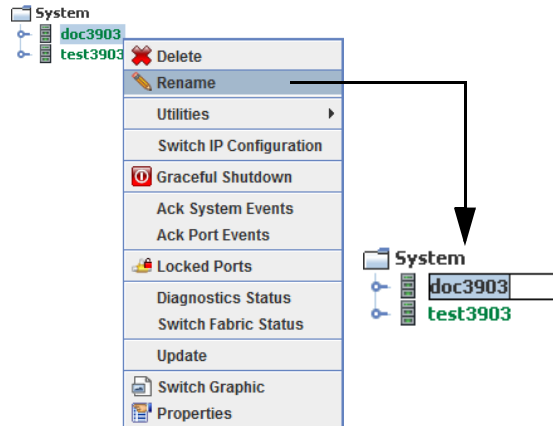 System
doc3903
test3903
Delete
Rename
Utilities
Switch IP Configuration
Graceful Shutdown
Ack System Events
Ack Port Events
Locked Ports
Diagnostics Status
Switch Fabric Status
Update
Switch Graphic
Properties
System
doc3903
test3903